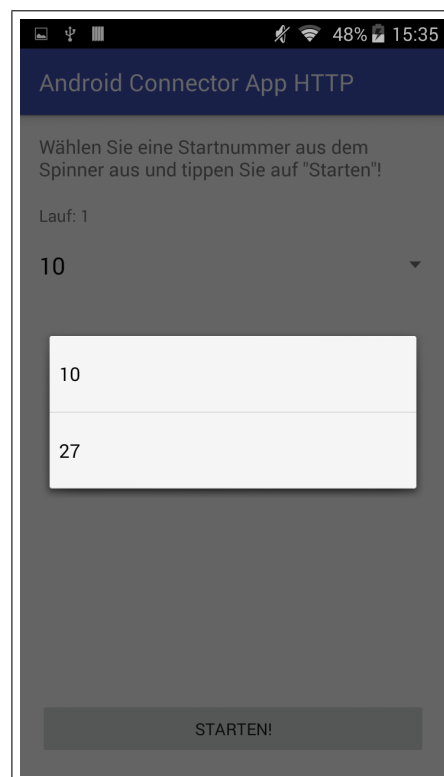 48% 15:35
Android Connector App HTTP
Wählen Sie eine Startnummer aus dem
Spinner aus und tippen Sie auf "Starten"!
Lauf: 1
10
10
27
STARTEN!